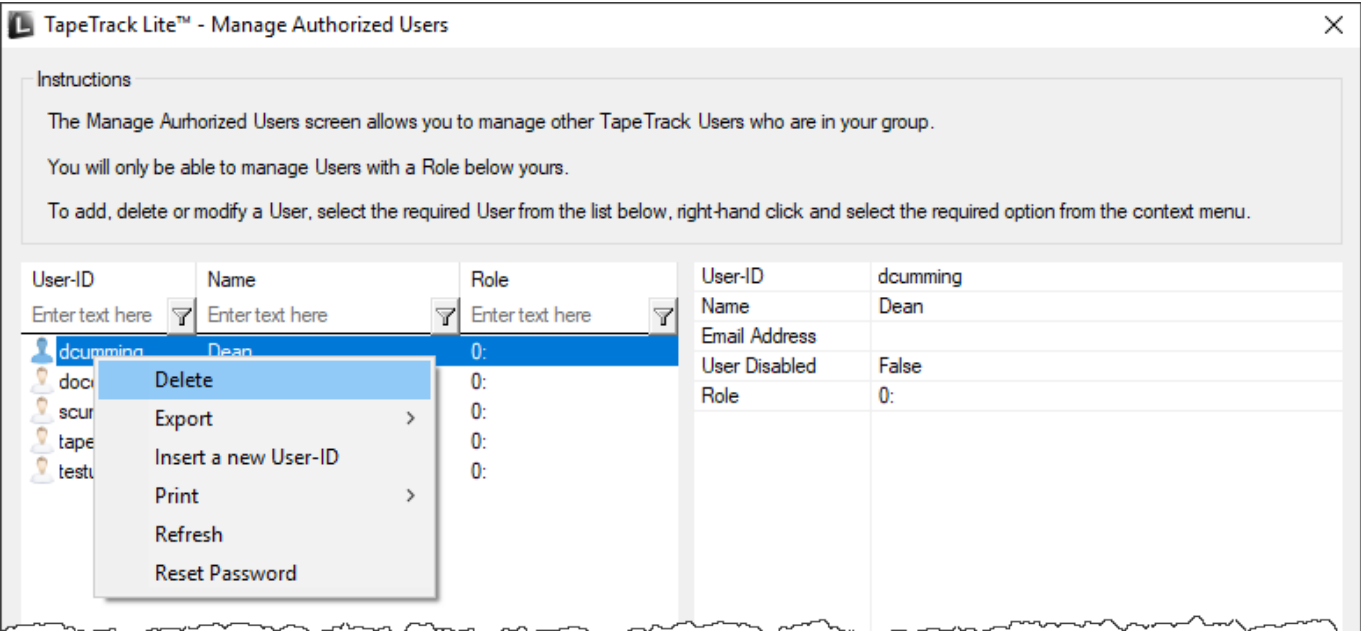 TapeTrack Lite™ - Manage Authorized Users
Instructions
The Manage Aurhorized Users screen allows you to manage other TapeTrack Users who are in your group.
You will only be able to manage Users with a Role below yours.
To add, delete or modify a User, select the required User from the list below, right-hand click and select the required option from the context menu.
User-ID Name Role
Enter text here Enter text here Enter text here
dcumming Dean 0:
0:
0:
0:
0:
Delete
Export
Insert a new User-ID
Print
Refresh
Reset Password
User-ID dcumming
Name Dean
Email Address
User Disabled False
Role 0: